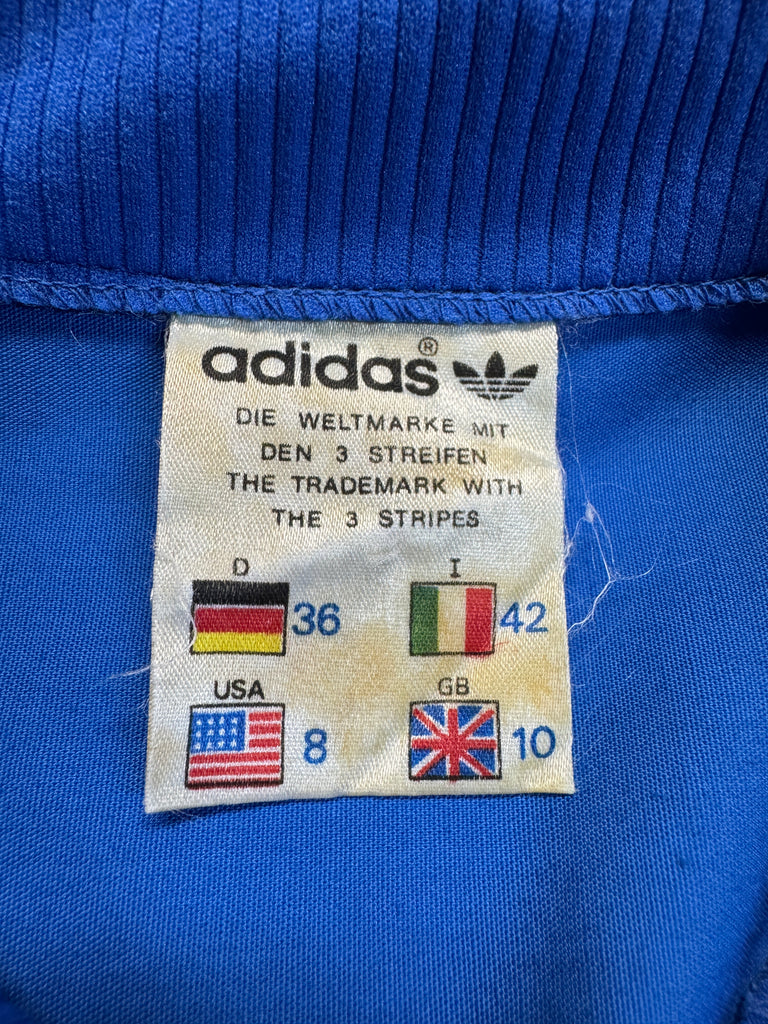 adidas®
DIE WELTMARKE MIT
DEN 3 STREIFEN
THE TRADEMARK WITH
THE 3 STRIPES
D I
36 42
USA GB
8 10